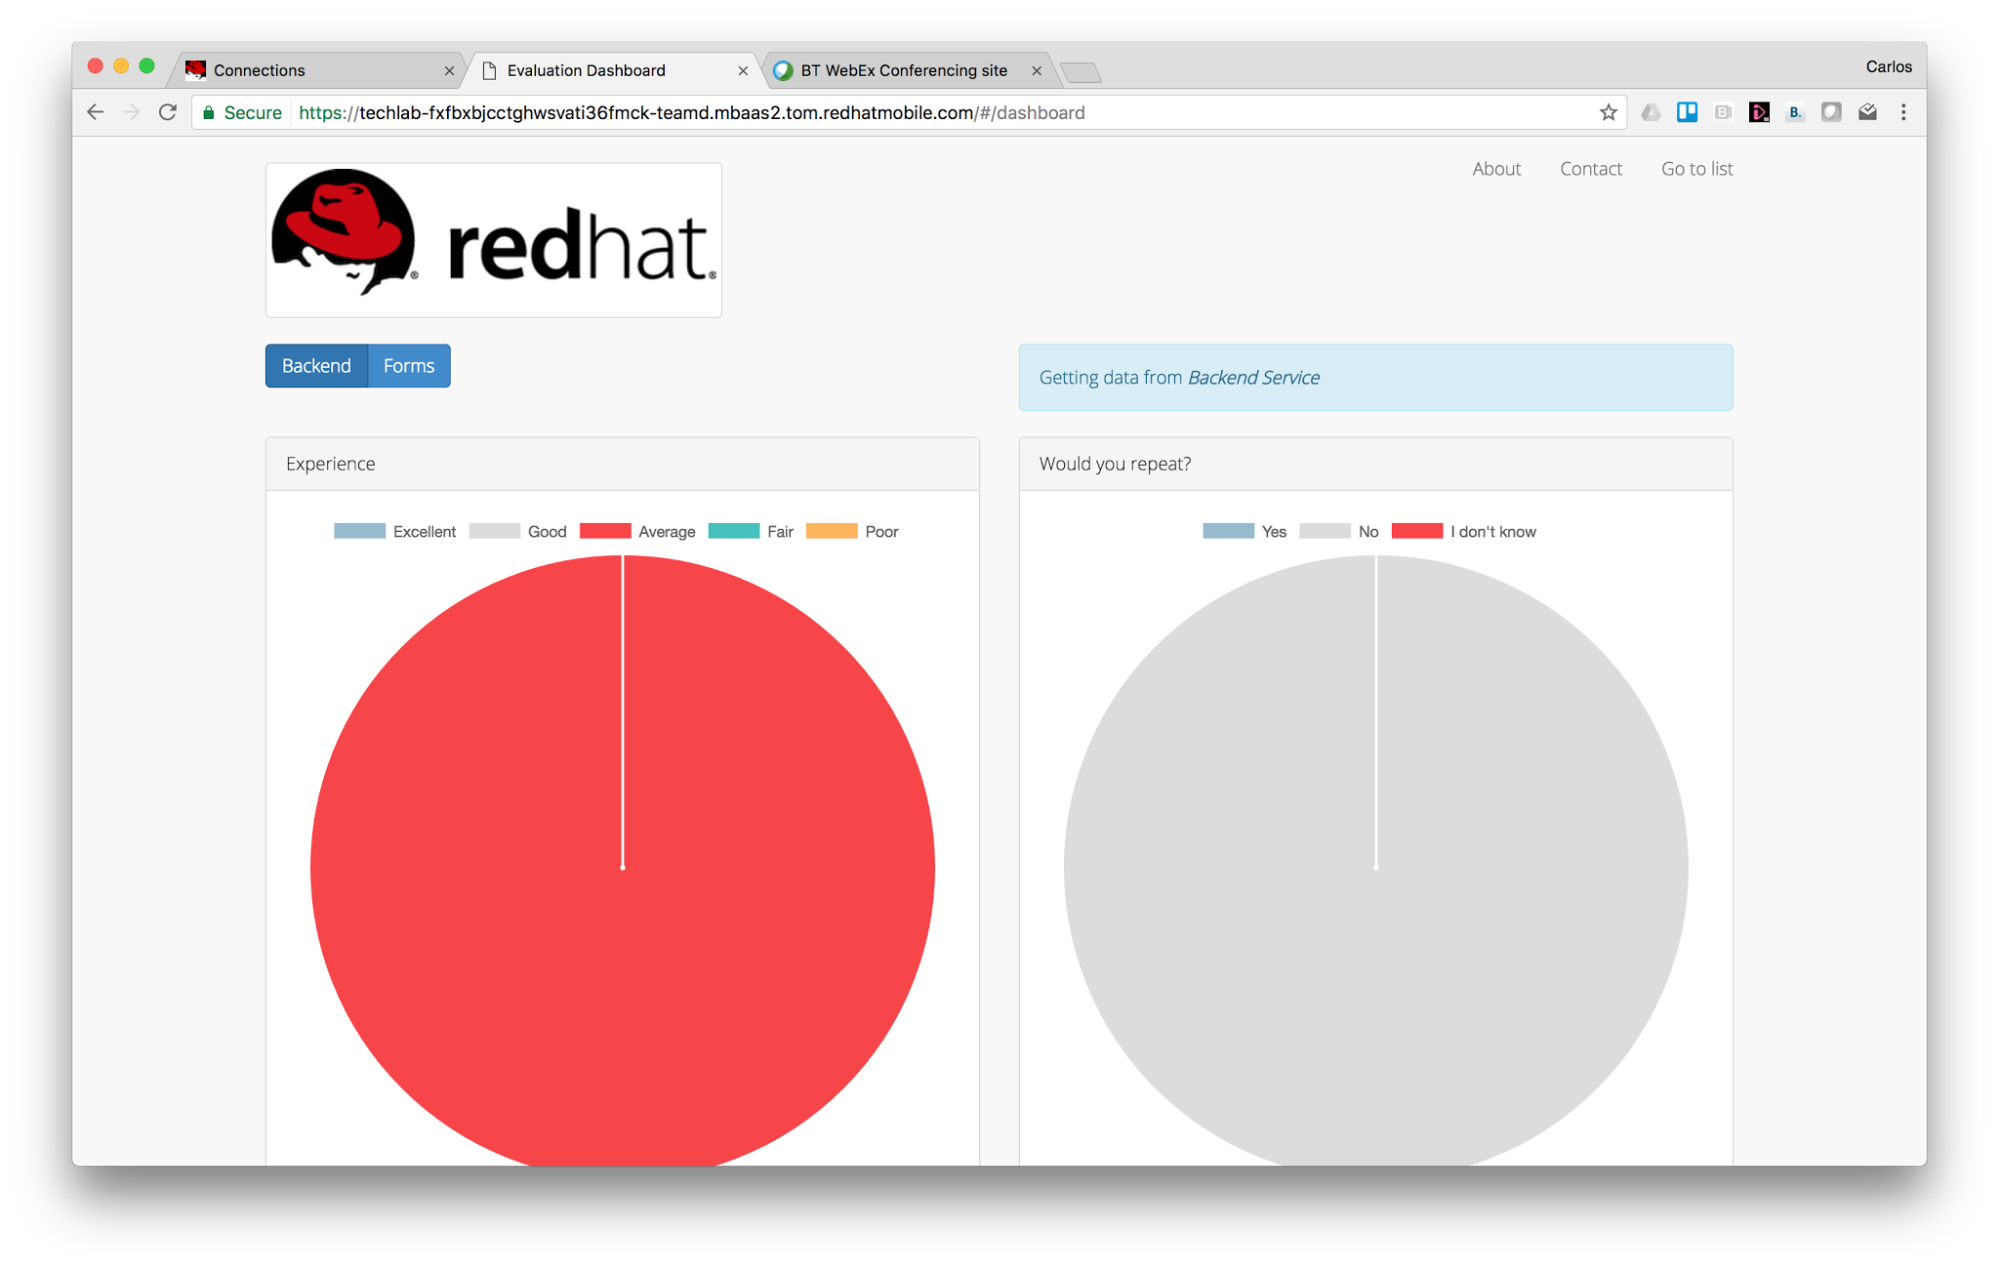 Connections
Evaluation Dashboard
BT WebEx Conferencing site
Carlos
Secure
https://techlab-fxfbxbjcctghwsvati36fmck-teamd.mbaas2.tom.redhatmobile.com/#/dashboard
B.
redhat®
About
Contact
Go to list
Backend
Forms
Getting data from Backend Service
Experience
Excellent
Good
Average
Fair
Poor
Would you repeat?
Yes
No
I don't know